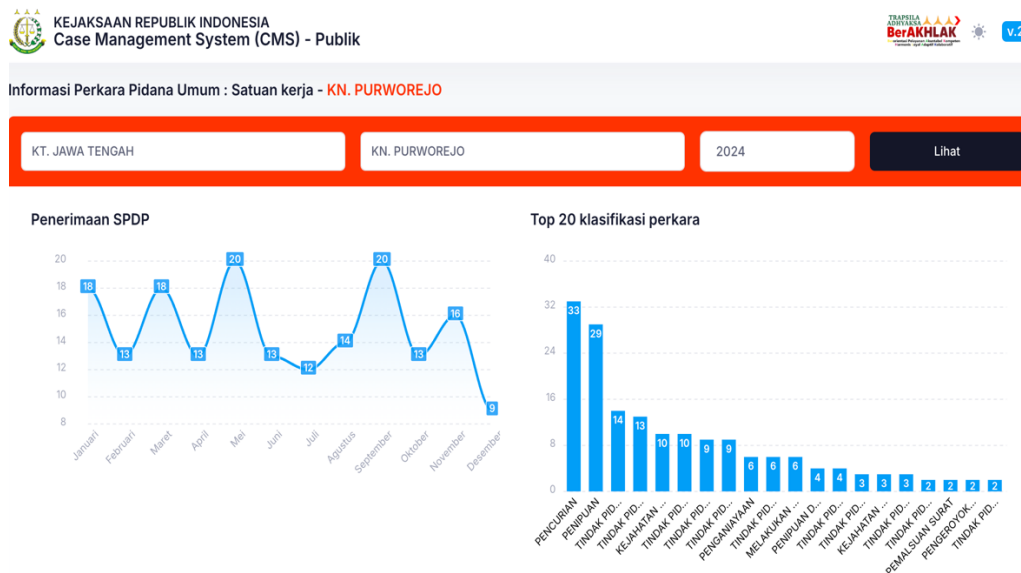 KEJAKSAAN REPUBLIK INDONESIA
Case Management System (CMS) - Publik
TRAPSILA
ADHYAKSA
BerAKHLAK
v.2
Informasi Perkara Pidana Umum : Satuan kerja - KN. PURWOREJO
KT. JAWA TENGAH
KN. PURWOREJO
2024
Lihat
Penerimaan SPDP
20
18
16
14
12
10
8
18
13
18
13
20
13
12
14
20
13
16
9
Januari
Februari
Maret
April
Mei
Juni
Juli
Agustus
September
Oktober
November
Desember
Top 20 klasifikasi perkara
40
32
24
16
8
0
33
29
14
13
10
10
9
9
6
6
6
4
4
3
3
3
2
2
2
2
PENCURIAN
PENIPUAN
TINDAK PID...
TINDAK PID...
KEJAHATAN ...
TINDAK PID...
TINDAK PID...
TINDAK PID...
PENGANIAYAAN
TINDAK PID...
MELAKUKAN ...
PENIPUAN D...
TINDAK PID...
TINDAK PID...
KEJAHATAN ...
TINDAK PID...
TINDAK PID...
PEMALSUAN SURAT
PENGEROYOK...
TINDAK PID...